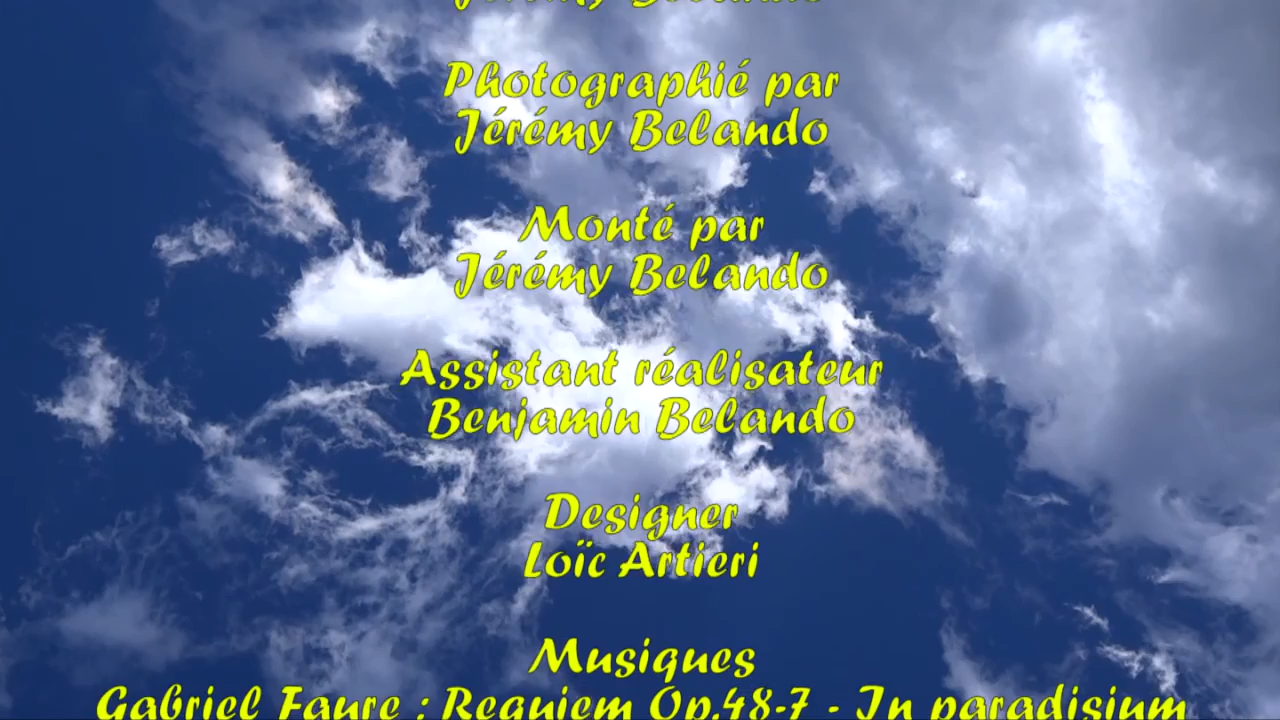 Photographié par
Jérémy Belando
Monté par
Jérémy Belando
Assistant réalisateur
Benjamin Belando
Designer
Loïc Artieri
Musiques
Gabriel Faure : Requiem Op.48-7 - In paradisium